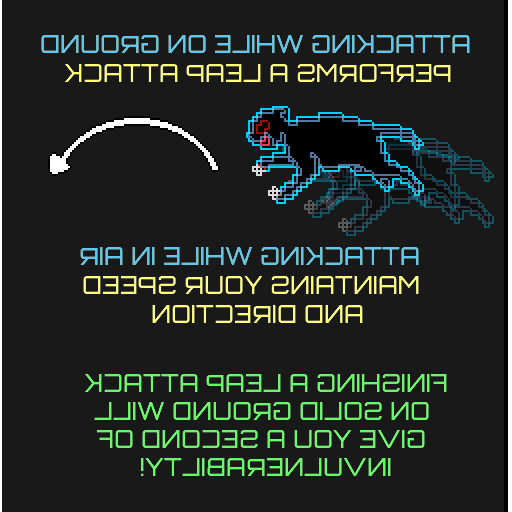 ATTACKING WHILE ON GROUND
PERFORMS A LEAP ATTACK
ATTACKING WHILE IN AIR
MAINTAINS YOUR SPEED
AND DIRECTION
FINISHING A LEAP ATTACK
ON SOLID GROUND WILL
GIVE YOU A SECOND OF
INVULNERABILTY!